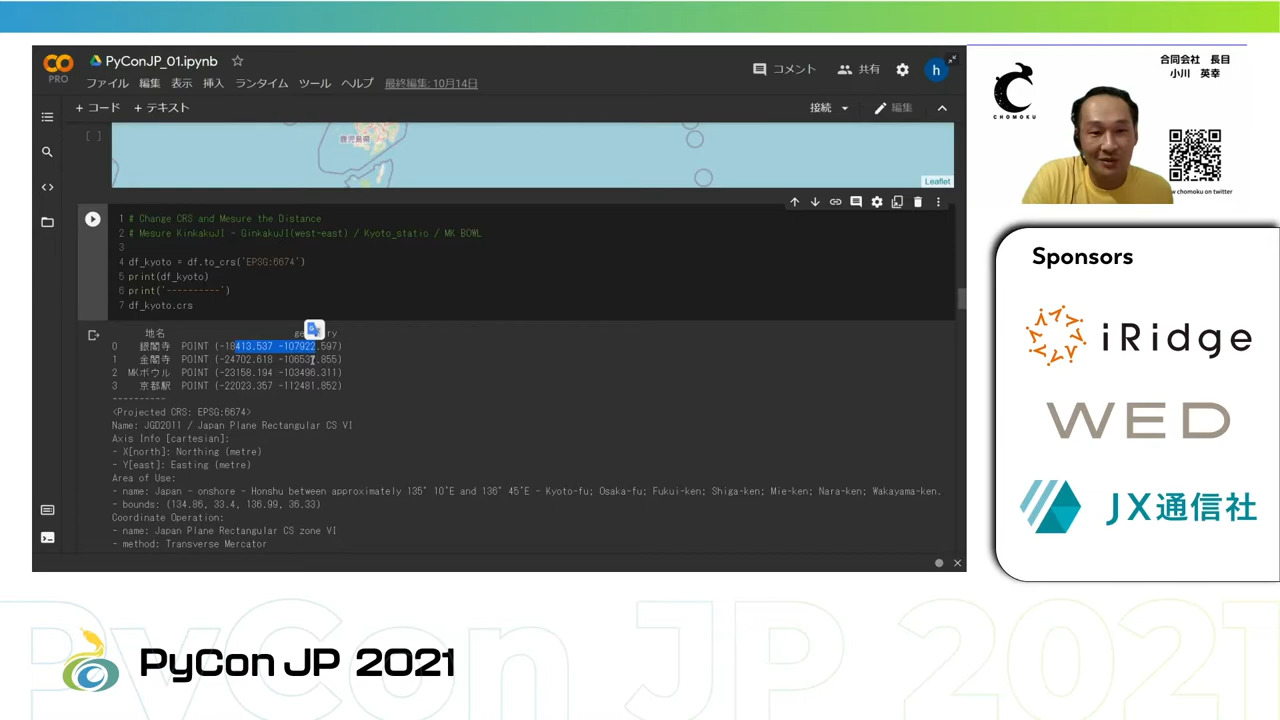 PRO
PyConJP_01.ipynb
ファイル 編集 表示 挿入 ランタイム ツール ヘルプ 最終編集: 10月14日
コメント 共有 h
+ コード + テキスト
接続 編集
[ ]
鹿児島県
Leaflet
1 # Change CRS and Mesure the Distance
2 # Mesure KinkakuJI - GinkakuJI(west-east) / Kyoto_statio / MK BOWL
3
4 df_kyoto = df.to_crs('EPSG:6674')
5 print(df_kyoto)
6 print('----------')
7 df_kyoto.crs
地名
0 銀閣寺 POINT (-18413.537 -107922.597)
1 金閣寺 POINT (-24702.618 -106537.855)
2 MKボウル POINT (-23158.194 -103496.311)
3 京都駅 POINT (-22023.357 -112481.852)
----------
<Projected CRS: EPSG:6674>
Name: JGD2011 / Japan Plane Rectangular CS VI
Axis Info [cartesian]:
- X[north]: Northing (metre)
- Y[east]: Easting (metre)
Area of Use:
- name: Japan - onshore - Honshu between approximately 135° 10'E and 136° 45'E - Kyoto-fu; Osaka-fu; Fukui-ken; Shiga-ken; Mie-ken; Nara-ken; Wakayama-ken.
- bounds: (134.86, 33.4, 136.99, 36.33)
Coordinate Operation:
- name: Japan Plane Rectangular CS zone VI
- method: Transverse Mercator
合同会社 長目
小川 英幸
CHOMOKU
chomoku on twitter
Sponsors
iRidge
WED
JX通信社
PyCon JP 2021
PyCon JP 2021